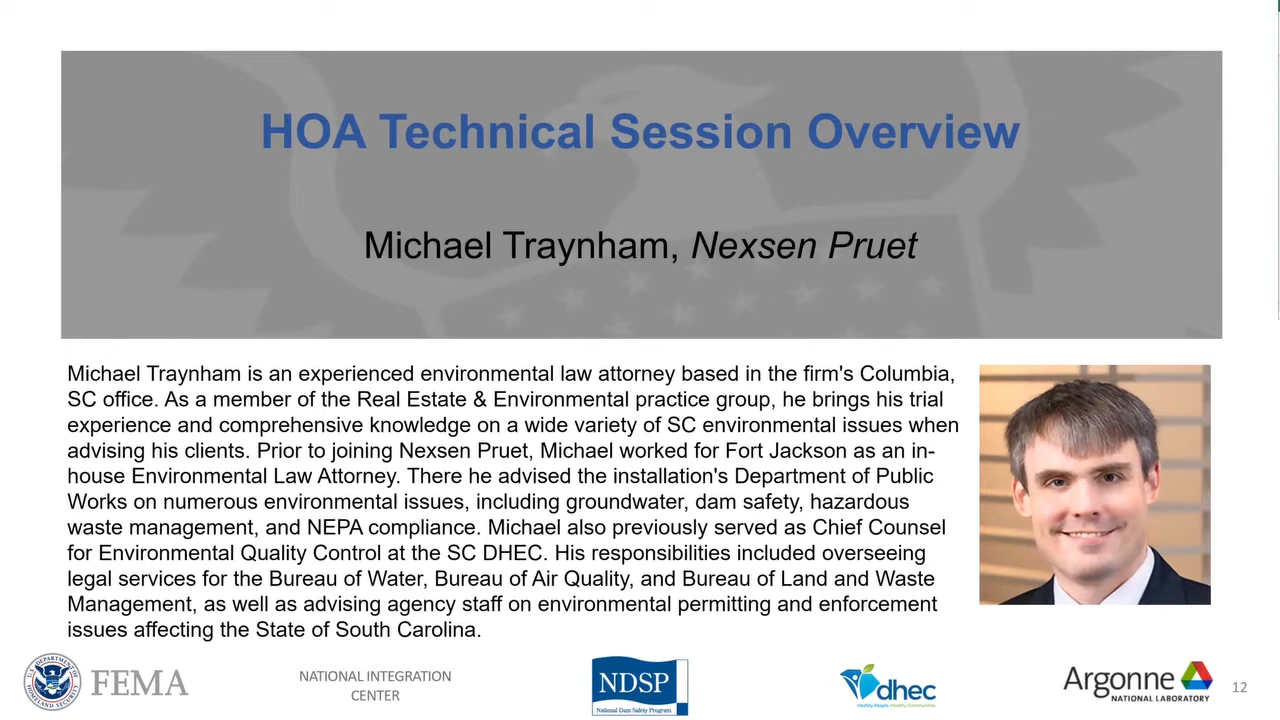 HOA Technical Session Overview
Michael Traynham, Nexsen Pruet
Michael Traynham is an experienced environmental law attorney based in the firm's Columbia,
SC office. As a member of the Real Estate & Environmental practice group, he brings his trial
experience and comprehensive knowledge on a wide variety of SC environmental issues when
advising his clients. Prior to joining Nexsen Pruet, Michael worked for Fort Jackson as an in-
house Environmental Law Attorney. There he advised the installation's Department of Public
Works on numerous environmental issues, including groundwater, dam safety, hazardous
waste management, and NEPA compliance. Michael also previously served as Chief Counsel
for Environmental Quality Control at the SC DHEC. His responsibilities included overseeing
legal services for the Bureau of Water, Bureau of Air Quality, and Bureau of Land and Waste
Management, as well as advising agency staff on environmental permitting and enforcement
issues affecting the State of South Carolina.
U.S. DEPARTMENT OF
HOMELAND SECURITY
FEMA
NATIONAL INTEGRATION
CENTER
NDSP
National Dam Safety Program
dhec
Healthy People. Healthy Communities.
Argonne
NATIONAL LABORATORY
12